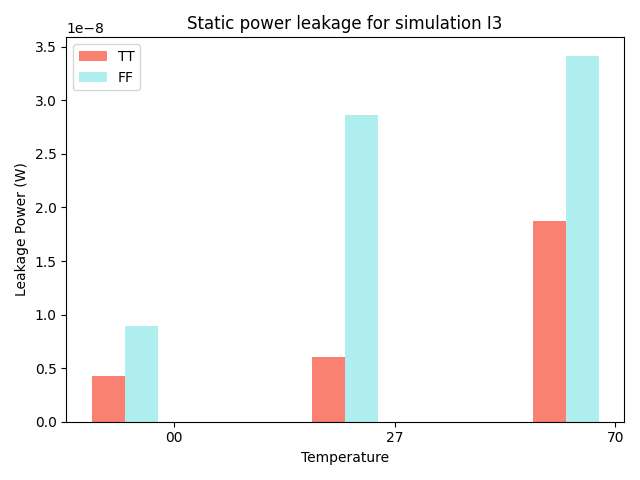 Static power leakage for simulation I3
1e−8
TT
FF
3.5
3.0
2.5
2.0
1.5
1.0
0.5
0.0
Leakage Power (W)
00
27
70
Temperature